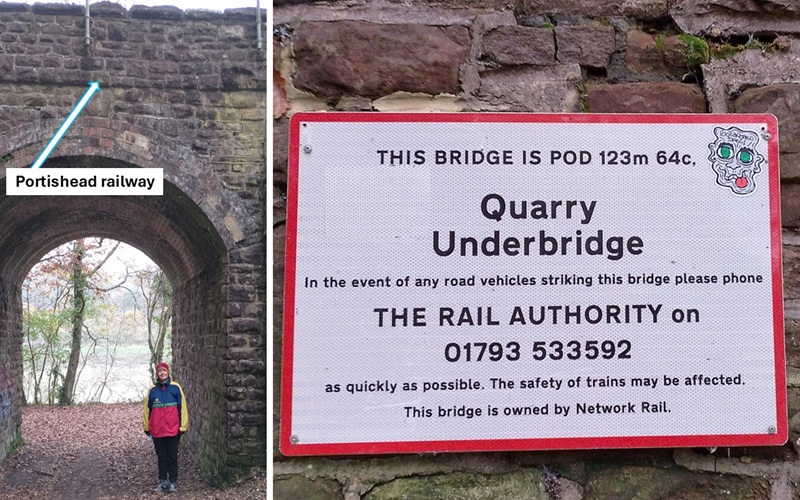 Portishead railway
THIS BRIDGE IS POD 123m 64c,
Quarry
Underbridge
In the event of any road vehicles striking this bridge please phone
THE RAIL AUTHORITY on
01793 533592
as quickly as possible. The safety of trains may be affected.
This bridge is owned by Network Rail.